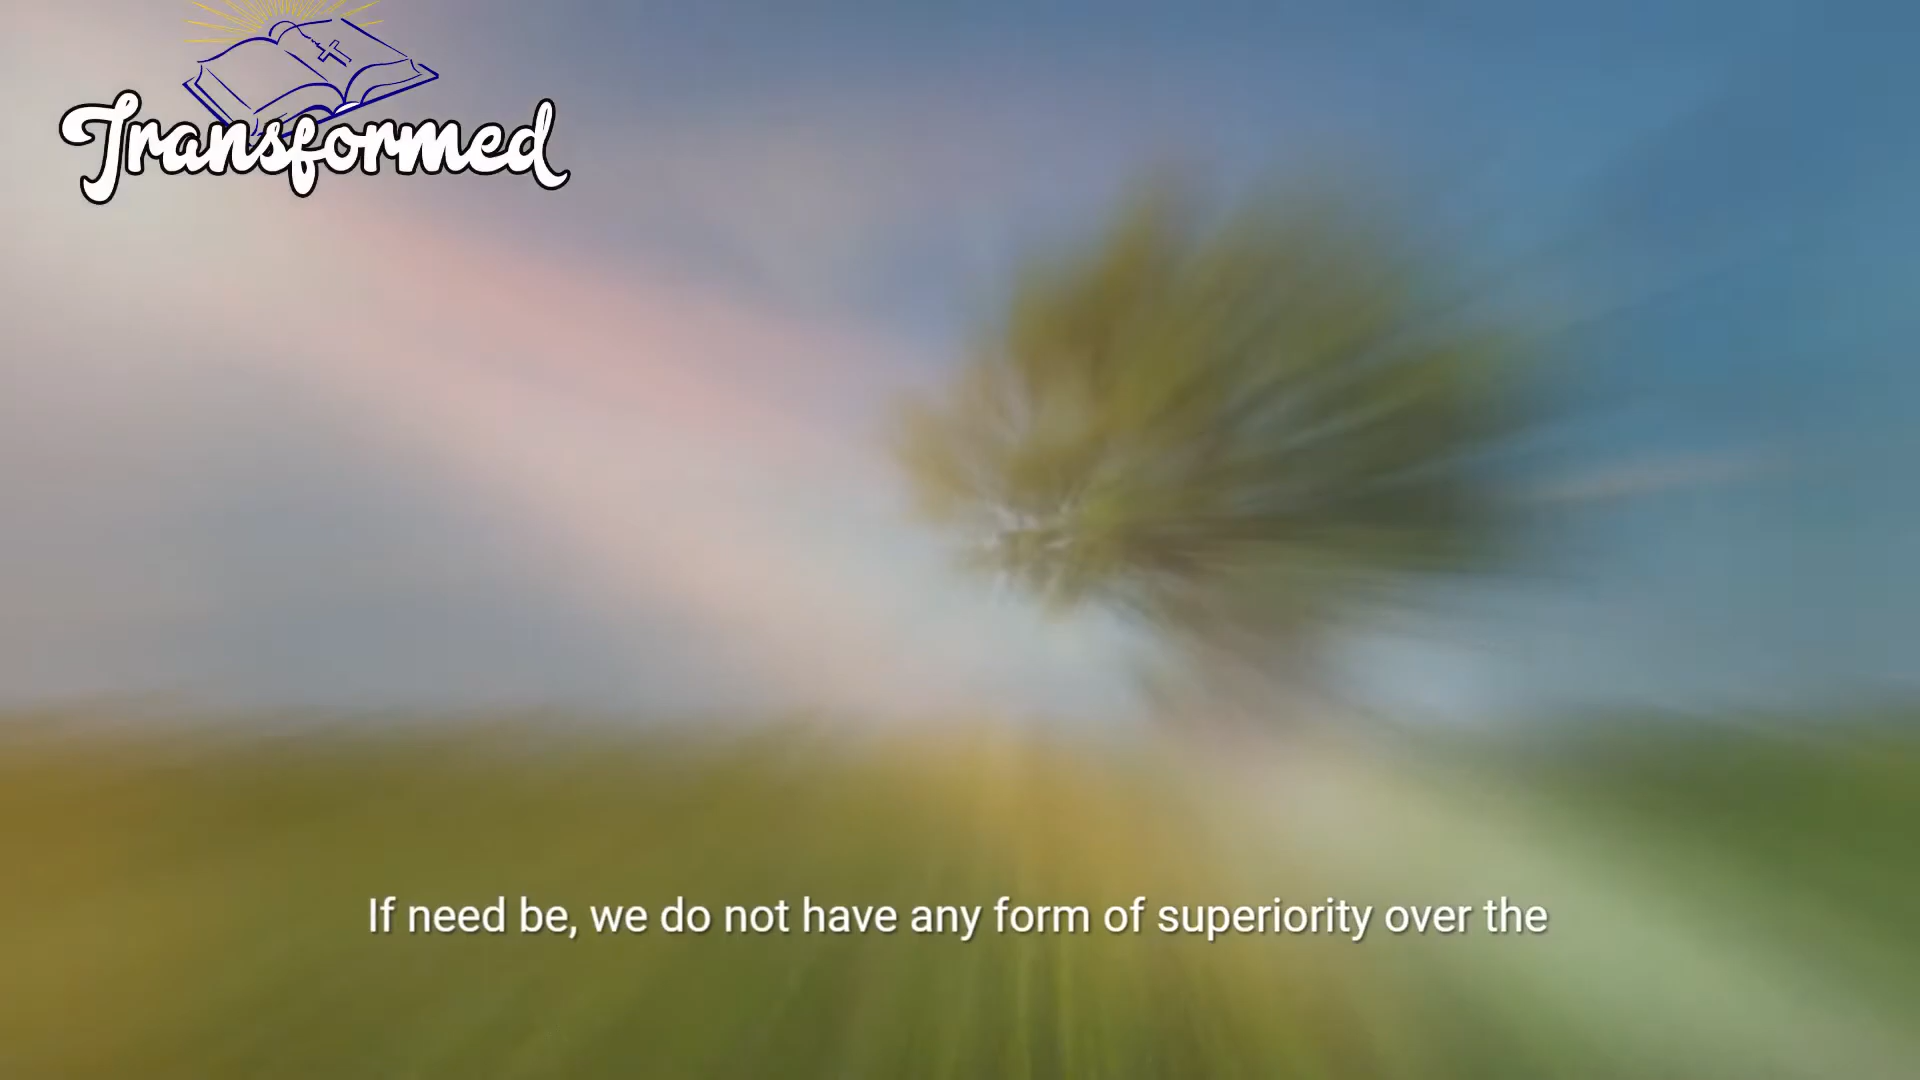 Transformed
If need be, we do not have any form of superiority over the